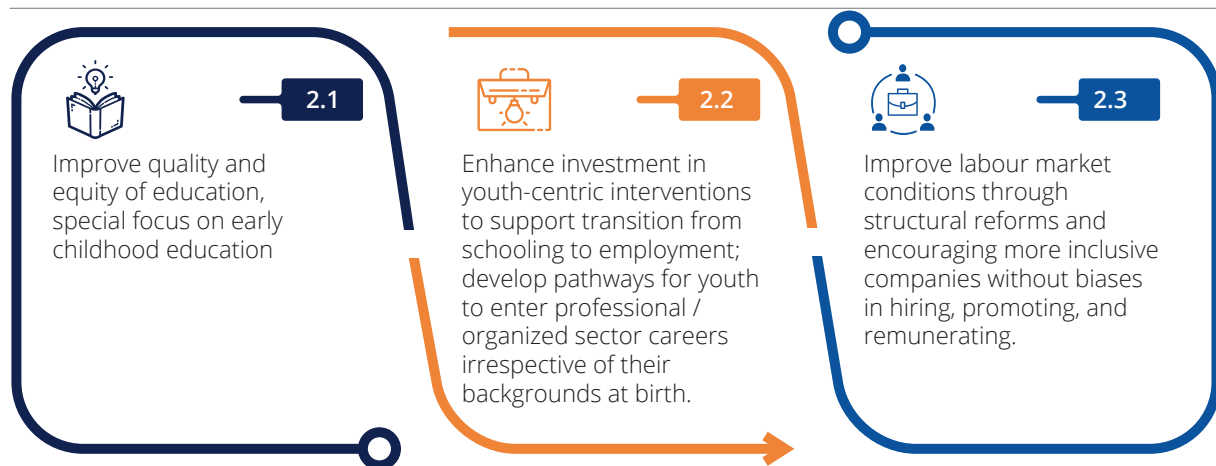 2.1
Improve quality and
equity of education,
special focus on early
childhood education
2.2
Enhance investment in
youth-centric interventions
to support transition from
schooling to employment;
develop pathways for youth
to enter professional /
organized sector careers
irrespective of their
backgrounds at birth.
2.3
Improve labour market
conditions through
structural reforms and
encouraging more inclusive
companies without biases
in hiring, promoting, and
remunerating.